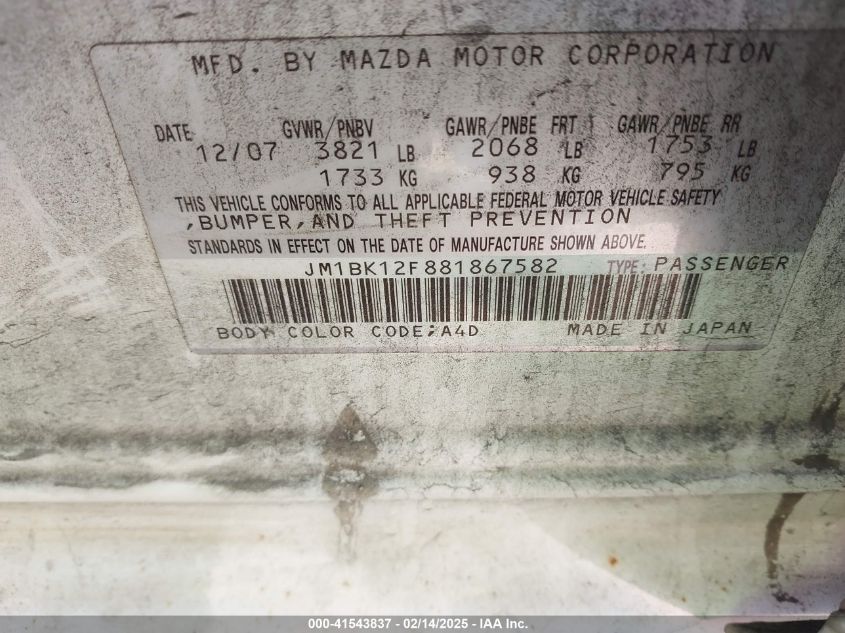 MFD. BY MAZDA MOTOR CORPORATION
DATE GVWR/PNBV GAWR/PNBE FRT GAWR/PNBE RR
12/07 3821 LB 2068 LB 1753 LB
1733 KG 938 KG 795 KG
THIS VEHICLE CONFORMS TO ALL APPLICABLE FEDERAL MOTOR VEHICLE SAFETY
,BUMPER,AND THEFT PREVENTION
STANDARDS IN EFFECT ON THE DATE OF MANUFACTURE SHOWN ABOVE.
JM1BK12F881867582 TYPE: PASSENGER
BODY COLOR CODE;A4D MADE IN JAPAN
000-41543837 - 02/14/2025 - IAA Inc.